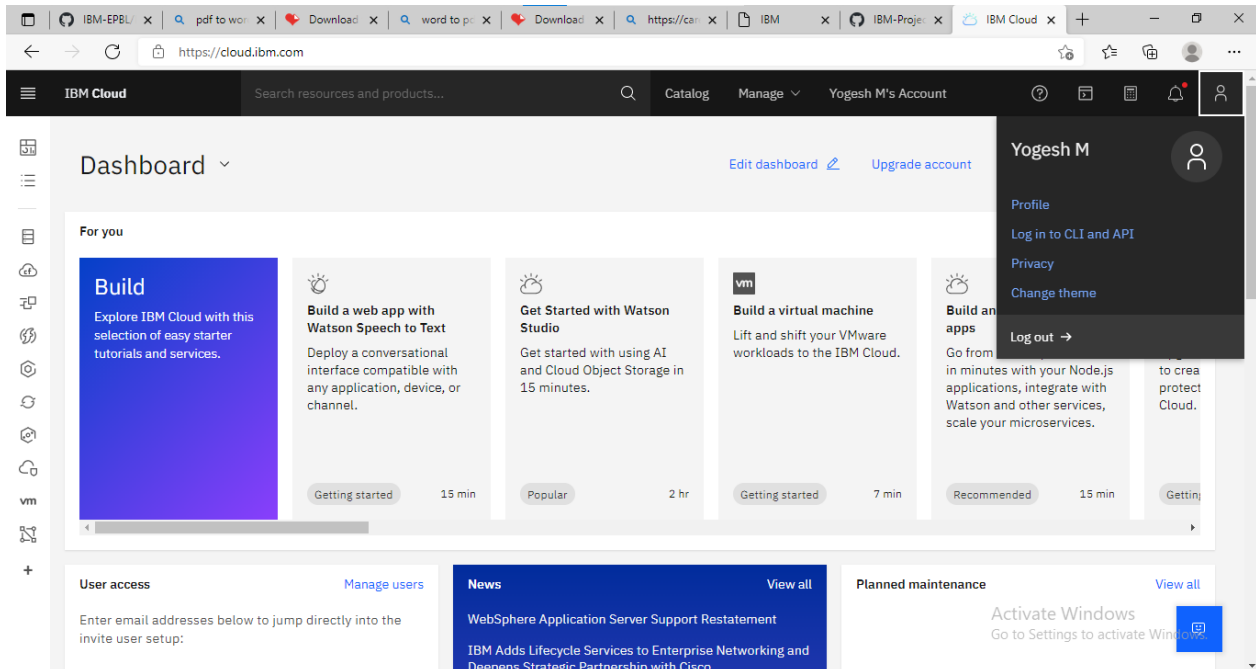 IBM-EPBL/
pdf to wor
Download
word to pd
Download
https://can
IBM
IBM-Projec
IBM Cloud
https://cloud.ibm.com
IBM Cloud
Search resources and products...
Catalog
Manage
Yogesh M's Account
Yogesh M
Profile
Log in to CLI and API
Privacy
Change theme
Log out →
Dashboard
Edit dashboard
Upgrade account
For you
Build
Explore IBM Cloud with this
selection of easy starter
tutorials and services.
Build a web app with
Watson Speech to Text
Deploy a conversational
interface compatible with
any application, device, or
channel.
Getting started
15 min
Get Started with Watson
Studio
Get started with using AI
and Cloud Object Storage in
15 minutes.
Popular
2 hr
vm
Build a virtual machine
Lift and shift your VMware
workloads to the IBM Cloud.
Getting started
7 min
Build an
apps
Go from
in minutes with your Node.js
applications, integrate with
Watson and other services,
scale your microservices.
Recommended
15 min
to crea
protect
Cloud.
Getting
vm
User access
Manage users
Enter email addresses below to jump directly into the
invite user setup:
News
View all
WebSphere Application Server Support Restatement
IBM Adds Lifecycle Services to Enterprise Networking and
Deepens Strategic Partnership with Cisco
Planned maintenance
View all
Activate Windows
Go to Settings to activate Windows.